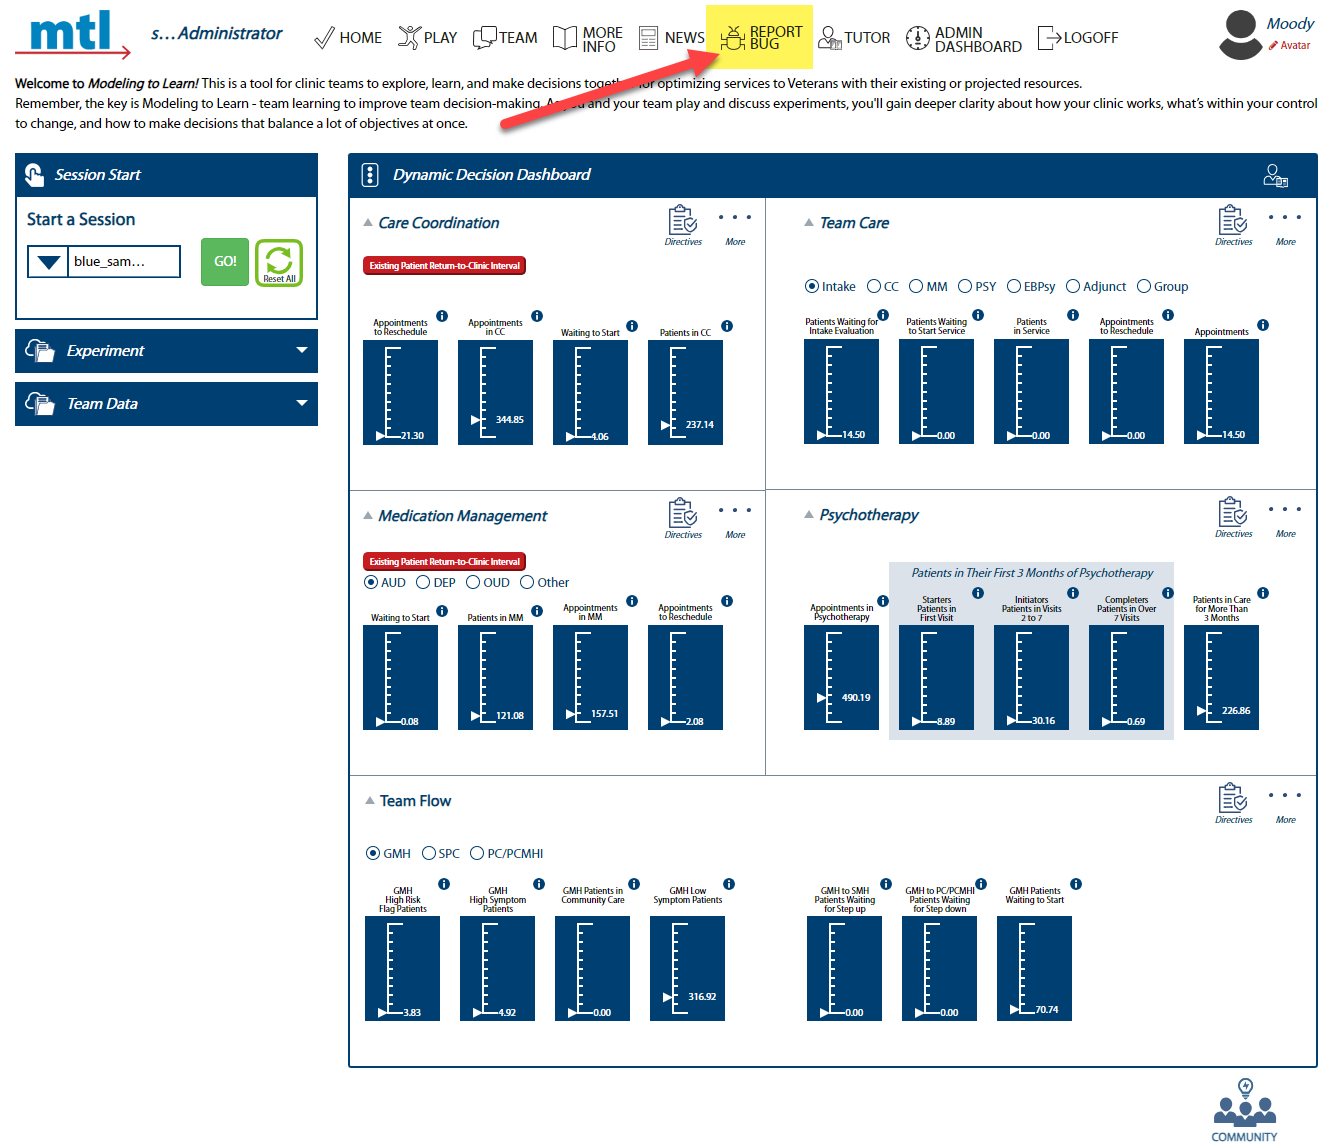 mtl
s...Administrator
HOME
PLAY
TEAM
MORE
INFO
NEWS
REPORT
BUG
TUTOR
ADMIN
DASHBOARD
LOGOFF
Moody
Avatar
Welcome to Modeling to Learn! This is a tool for clinic teams to explore, learn, and make decisions together for optimizing services to Veterans with their existing or projected resources.
Remember, the key is Modeling to Learn - team learning to improve team decision-making. As and your team play and discuss experiments, you'll gain deeper clarity about how your clinic works, what's within your control
to change, and how to make decisions that balance a lot of objectives at once.
Session Start
Start a Session
blue_sam...
GO!
Reset All
Experiment
Team Data
Dynamic Decision Dashboard
Care Coordination
Directives
More
Existing Patient Return-to-Clinic Interval
Appointments
to Reschedule
Appointments
in CC
Waiting to Start
Patients in CC
21.30
344.85
4.06
237.14
Team Care
Directives
More
Intake CC MM PSY EBPsy Adjunct Group
Patients Waiting for
Intake Evaluation
Patients Waiting
to Start Service
Patients
in Service
Appointments
to Reschedule
Appointments
14.50
0.00
0.00
0.00
14.50
Medication Management
Directives
More
Existing Patient Return-to-Clinic Interval
AUD DEP OUD Other
Waiting to Start
Patients in MM
Appointments
in MM
Appointments
to Reschedule
0.08
121.08
157.51
2.08
Psychotherapy
Directives
More
Patients in Their First 3 Months of Psychotherapy
Appointments in
Psychotherapy
Starters
Patients in
First Visit
Initiators
Patients in Visits
2 to 7
Completers
Patients in Over
7 Visits
Patients in Care
for More Than
3 Months
490.19
8.89
30.16
0.69
226.86
Team Flow
Directives
More
GMH SPC PC/PCMHI
GMH
High Risk
Flag Patients
GMH
High Symptom
Patients
GMH Patients in
Community Care
GMH Low
Symptom Patients
GMH to SMH
Patients Waiting
for Step up
GMH to PC/PCMHI
Patients Waiting
for Step down
GMH Patients
Waiting to Start
3.83
4.92
0.00
316.92
0.00
0.00
70.74
COMMUNITY